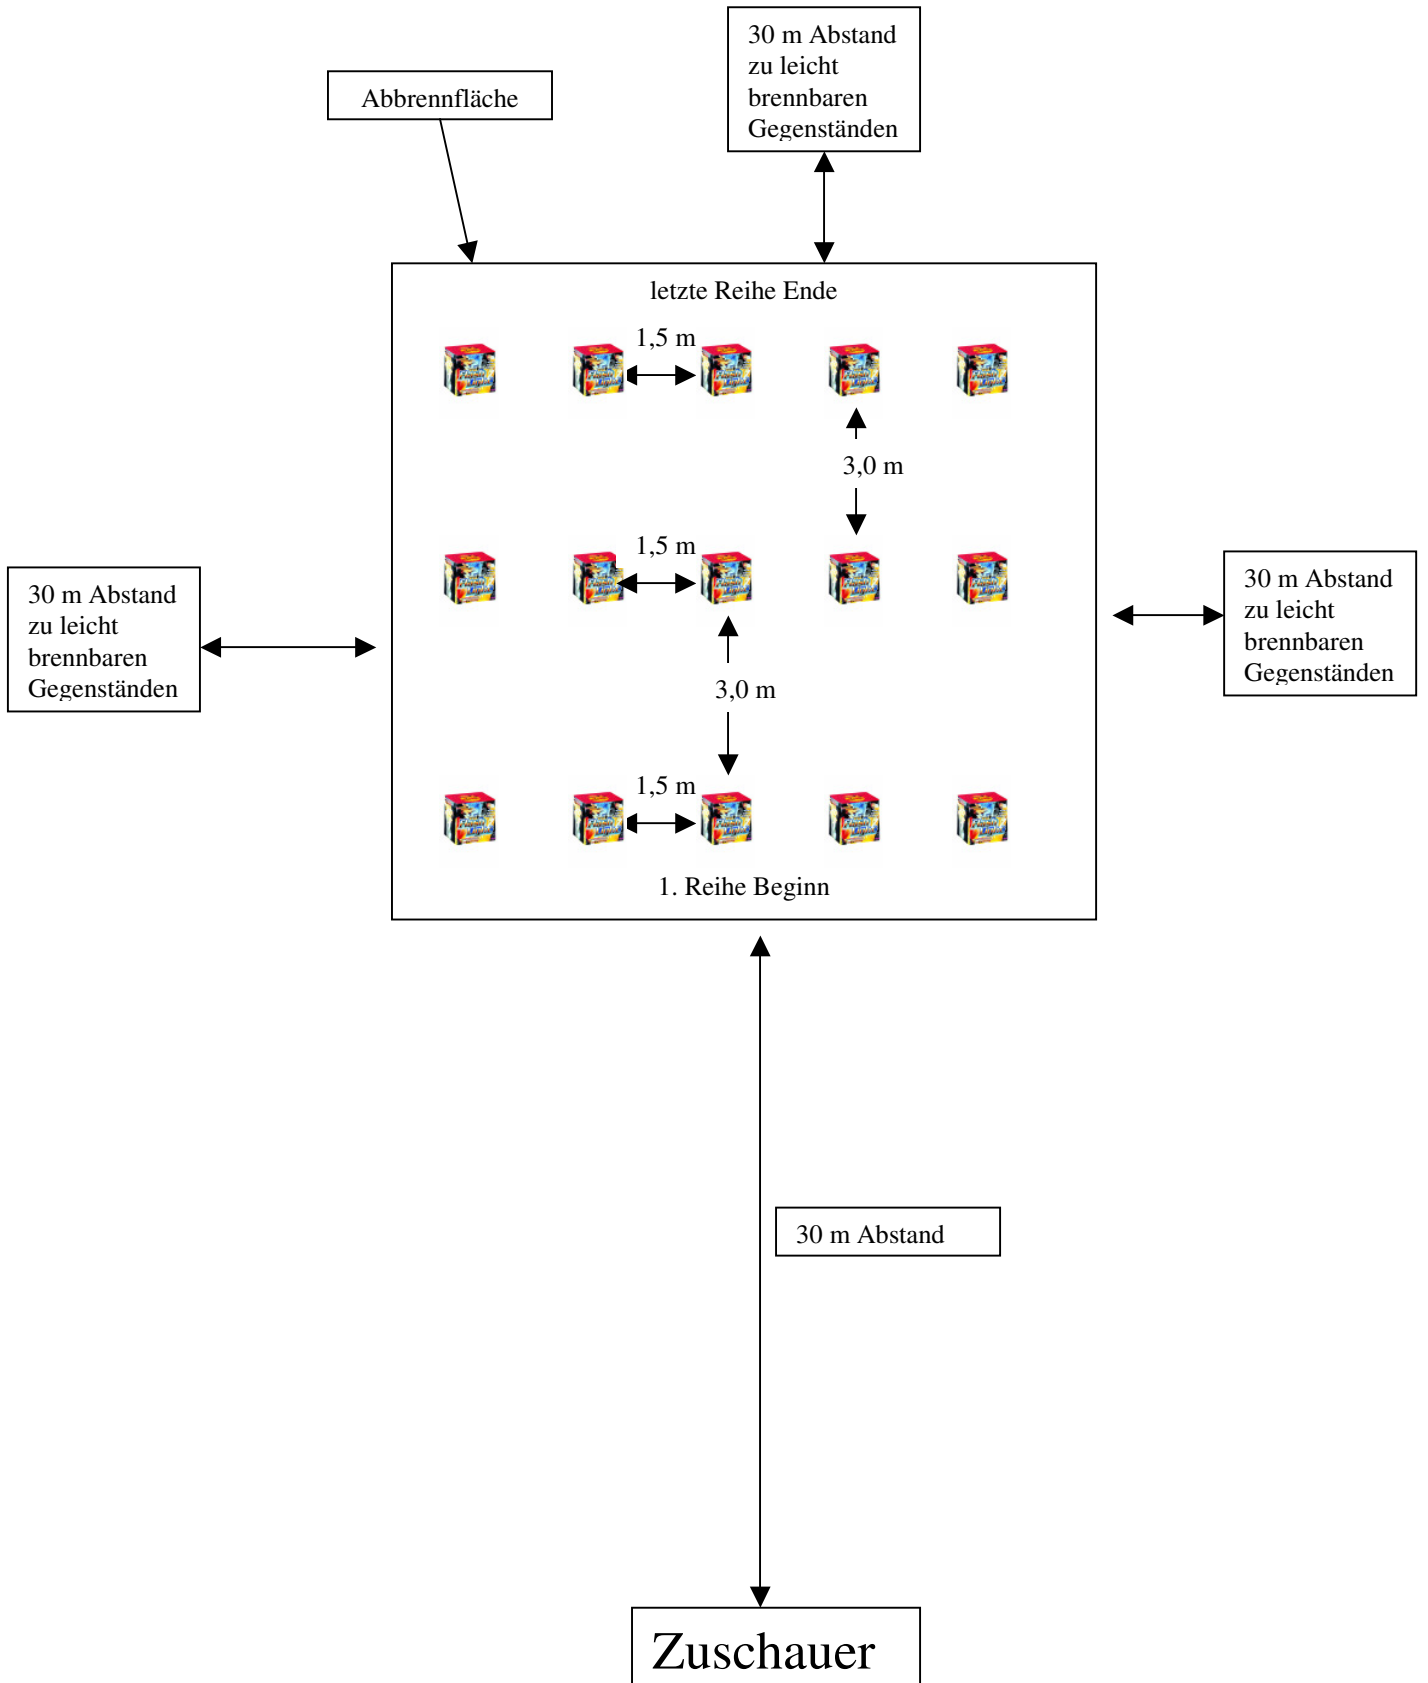 30 m Abstand
zu leicht
brennbaren
Gegenständen
Abbrennfläche
letzte Reihe Ende
1,5 m
3,0 m
1,5 m
30 m Abstand
zu leicht
brennbaren
Gegenständen
30 m Abstand
zu leicht
brennbaren
Gegenständen
3,0 m
1,5 m
1. Reihe Beginn
30 m Abstand
Zuschauer